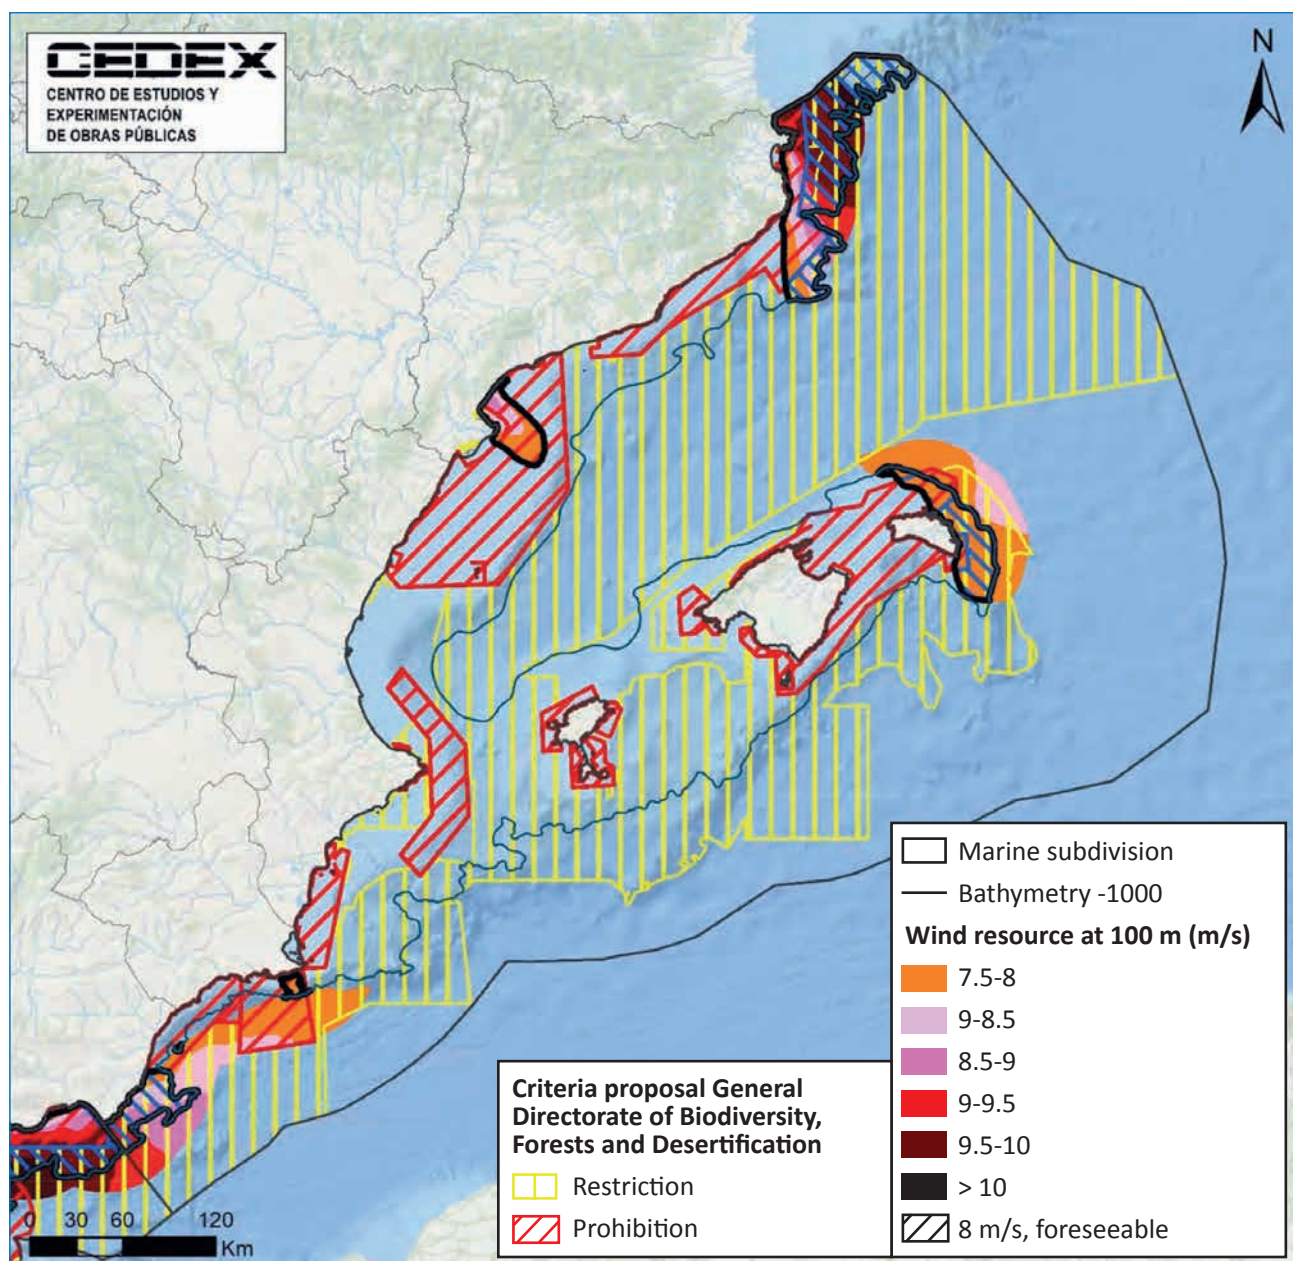 CEDEX
CENTRO DE ESTUDIOS Y
EXPERIMENTACIÓN
DE OBRAS PÚBLICAS
N
Marine subdivision
Bathymetry -1000
Wind resource at 100 m (m/s)
7.5-8
9-8.5
8.5-9
9-9.5
9.5-10
> 10
8 m/s, foreseeable
Criteria proposal General
Directorate of Biodiversity,
Forests and Desertification
Restriction
Prohibition
0 30 60 120
Km